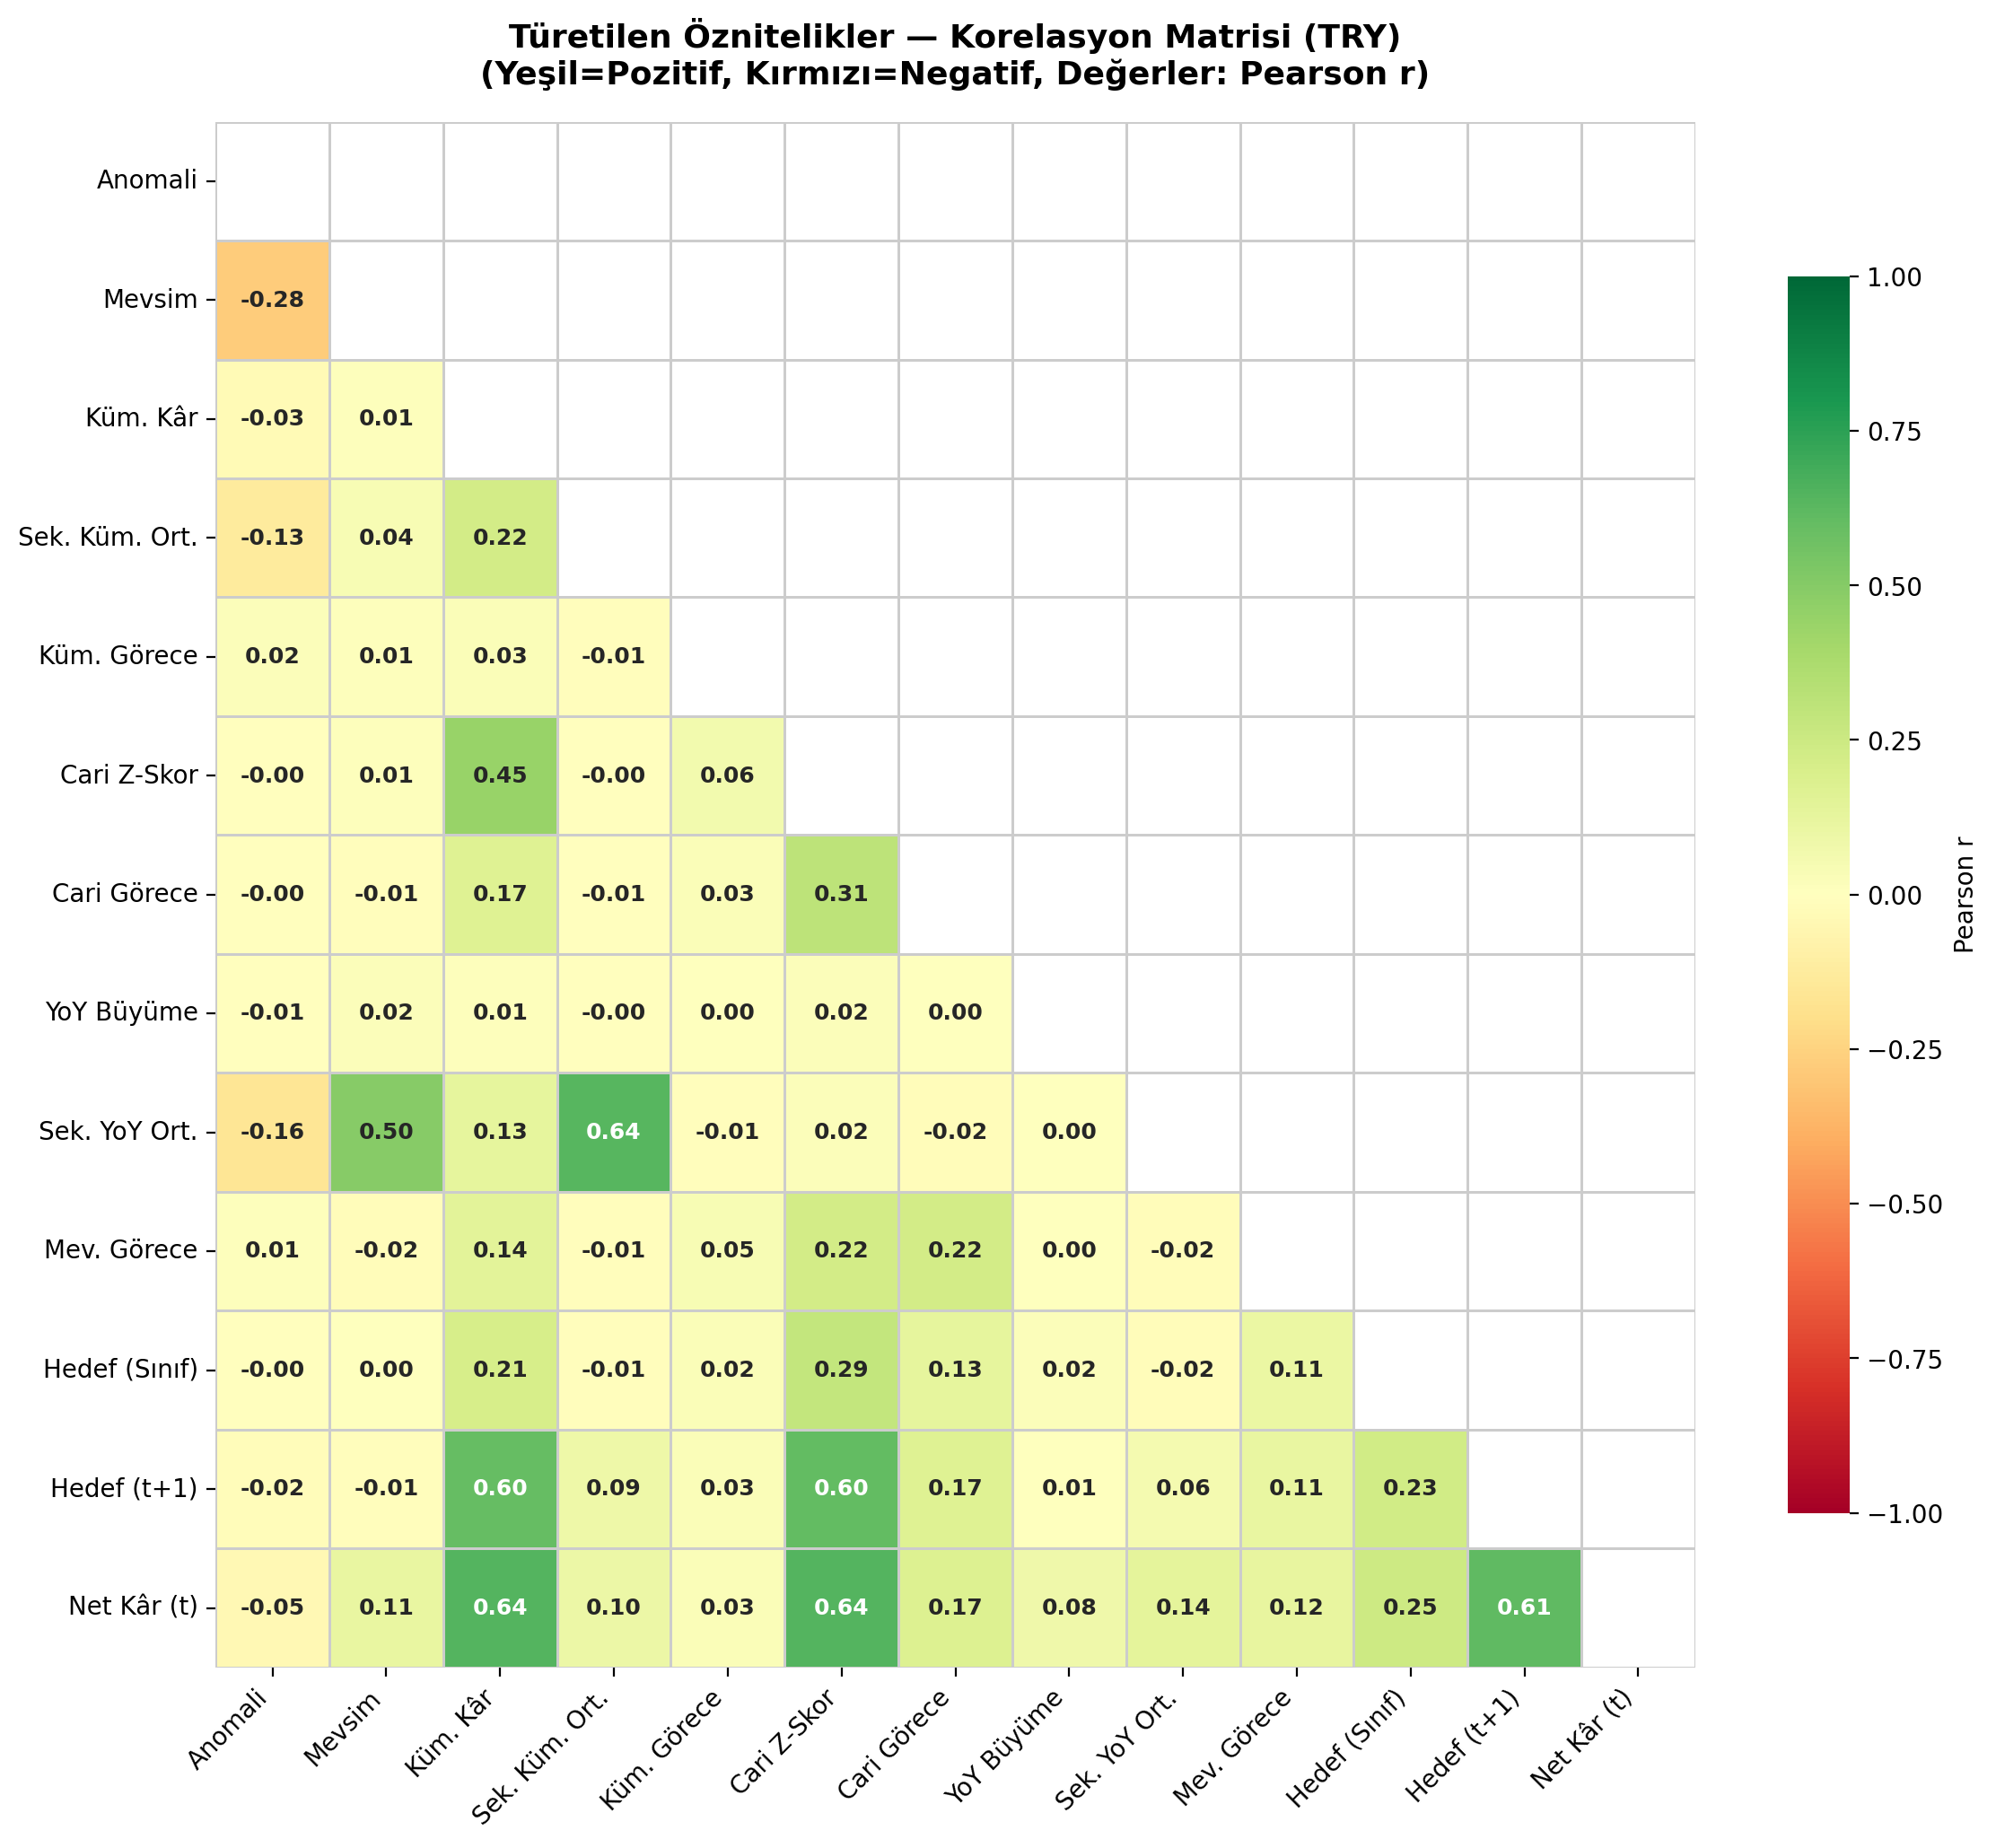 Türetilen Öznitelikler — Korelasyon Matrisi (TRY)
(Yeşil=Pozitif, Kırmızı=Negatif, Değerler: Pearson r)
Anomali
Mevsim -0.28
Küm. Kâr -0.03 0.01
Sek. Küm. Ort. -0.13 0.04 0.22
Küm. Görece 0.02 0.01 0.03 -0.01
Cari Z-Skor -0.00 0.01 0.45 -0.00 0.06
Cari Görece -0.00 -0.01 0.17 -0.01 0.03 0.31
YoY Büyüme -0.01 0.02 0.01 -0.00 0.00 0.02 0.00
Sek. YoY Ort. -0.16 0.50 0.13 0.64 -0.01 0.02 -0.02 0.00
Mev. Görece 0.01 -0.02 0.14 -0.01 0.05 0.22 0.22 0.00 -0.02
Hedef (Sınıf) -0.00 0.00 0.21 -0.01 0.02 0.29 0.13 0.02 -0.02 0.11
Hedef (t+1) -0.02 -0.01 0.60 0.09 0.03 0.60 0.17 0.01 0.06 0.11 0.23
Net Kâr (t) -0.05 0.11 0.64 0.10 0.03 0.64 0.17 0.08 0.14 0.12 0.25 0.61
Anomali Mevsim Küm. Kâr Sek. Küm. Ort. Küm. Görece Cari Z-Skor Cari Görece YoY Büyüme Sek. YoY Ort. Mev. Görece Hedef (Sınıf) Hedef (t+1) Net Kâr (t)
1.00
0.75
0.50
0.25
0.00
−0.25
−0.50
−0.75
−1.00
Pearson r